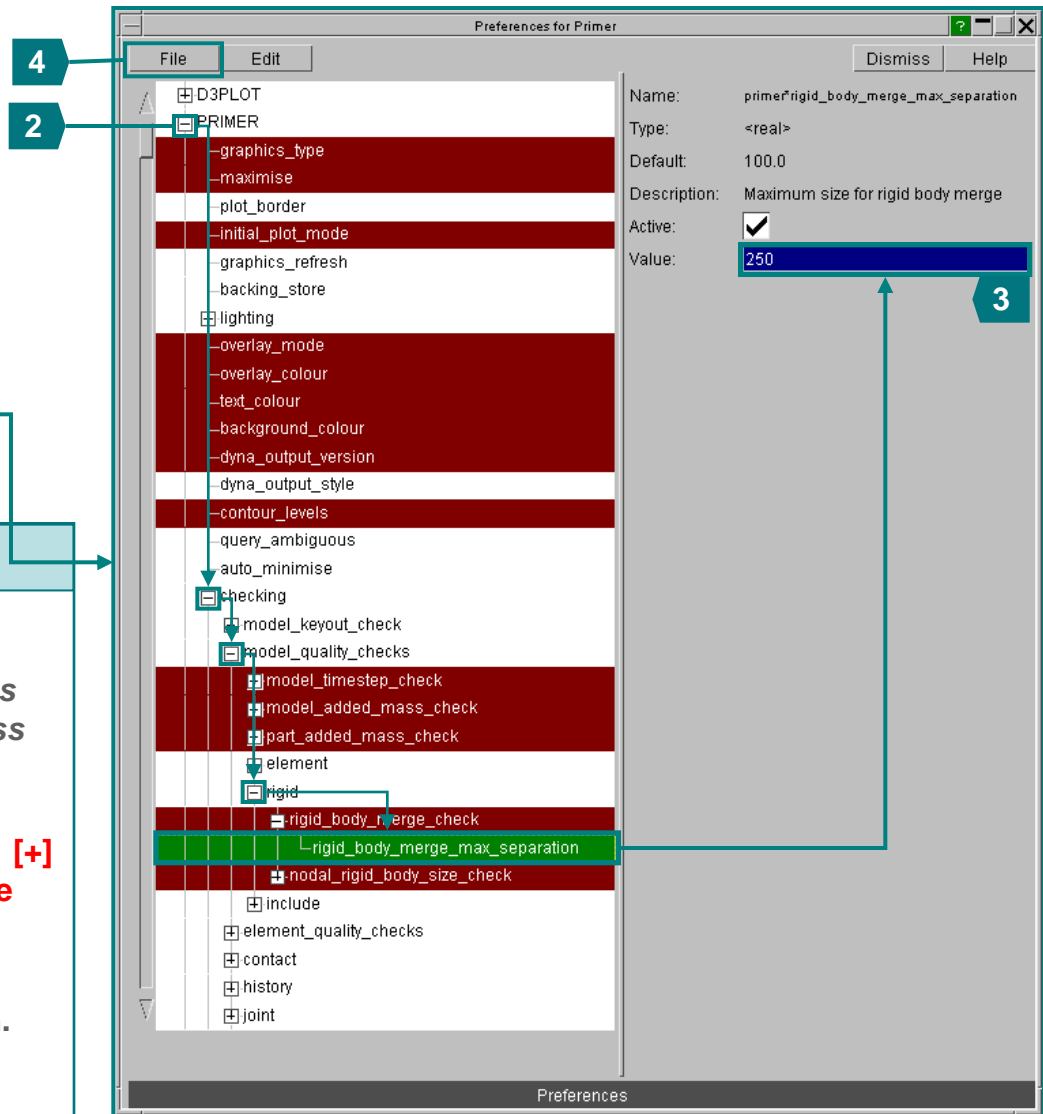 Preferences for Primer
?
4
File
Edit
Dismiss
Help
2
D3PLOT
PRIMER
graphics_type
maximise
plot_border
initial_plot_mode
graphics_refresh
backing_store
lighting
overlay_mode
overlay_colour
text_colour
background_colour
dyna_output_version
dyna_output_style
contour_levels
query_ambiguous
auto_minimise
checking
model_keyout_check
model_quality_checks
model_timestep_check
model_added_mass_check
part_added_mass_check
element
rigid
rigid_body_merge_check
rigid_body_merge_max_separation
nodal_rigid_body_size_check
include
element_quality_checks
contact
history
joint
Name: primer*rigid_body_merge_max_separation
Type: <real>
Default: 100.0
Description: Maximum size for rigid body merge
Active:
Value: 250
3
s
ss
[+]
e
.
Preferences